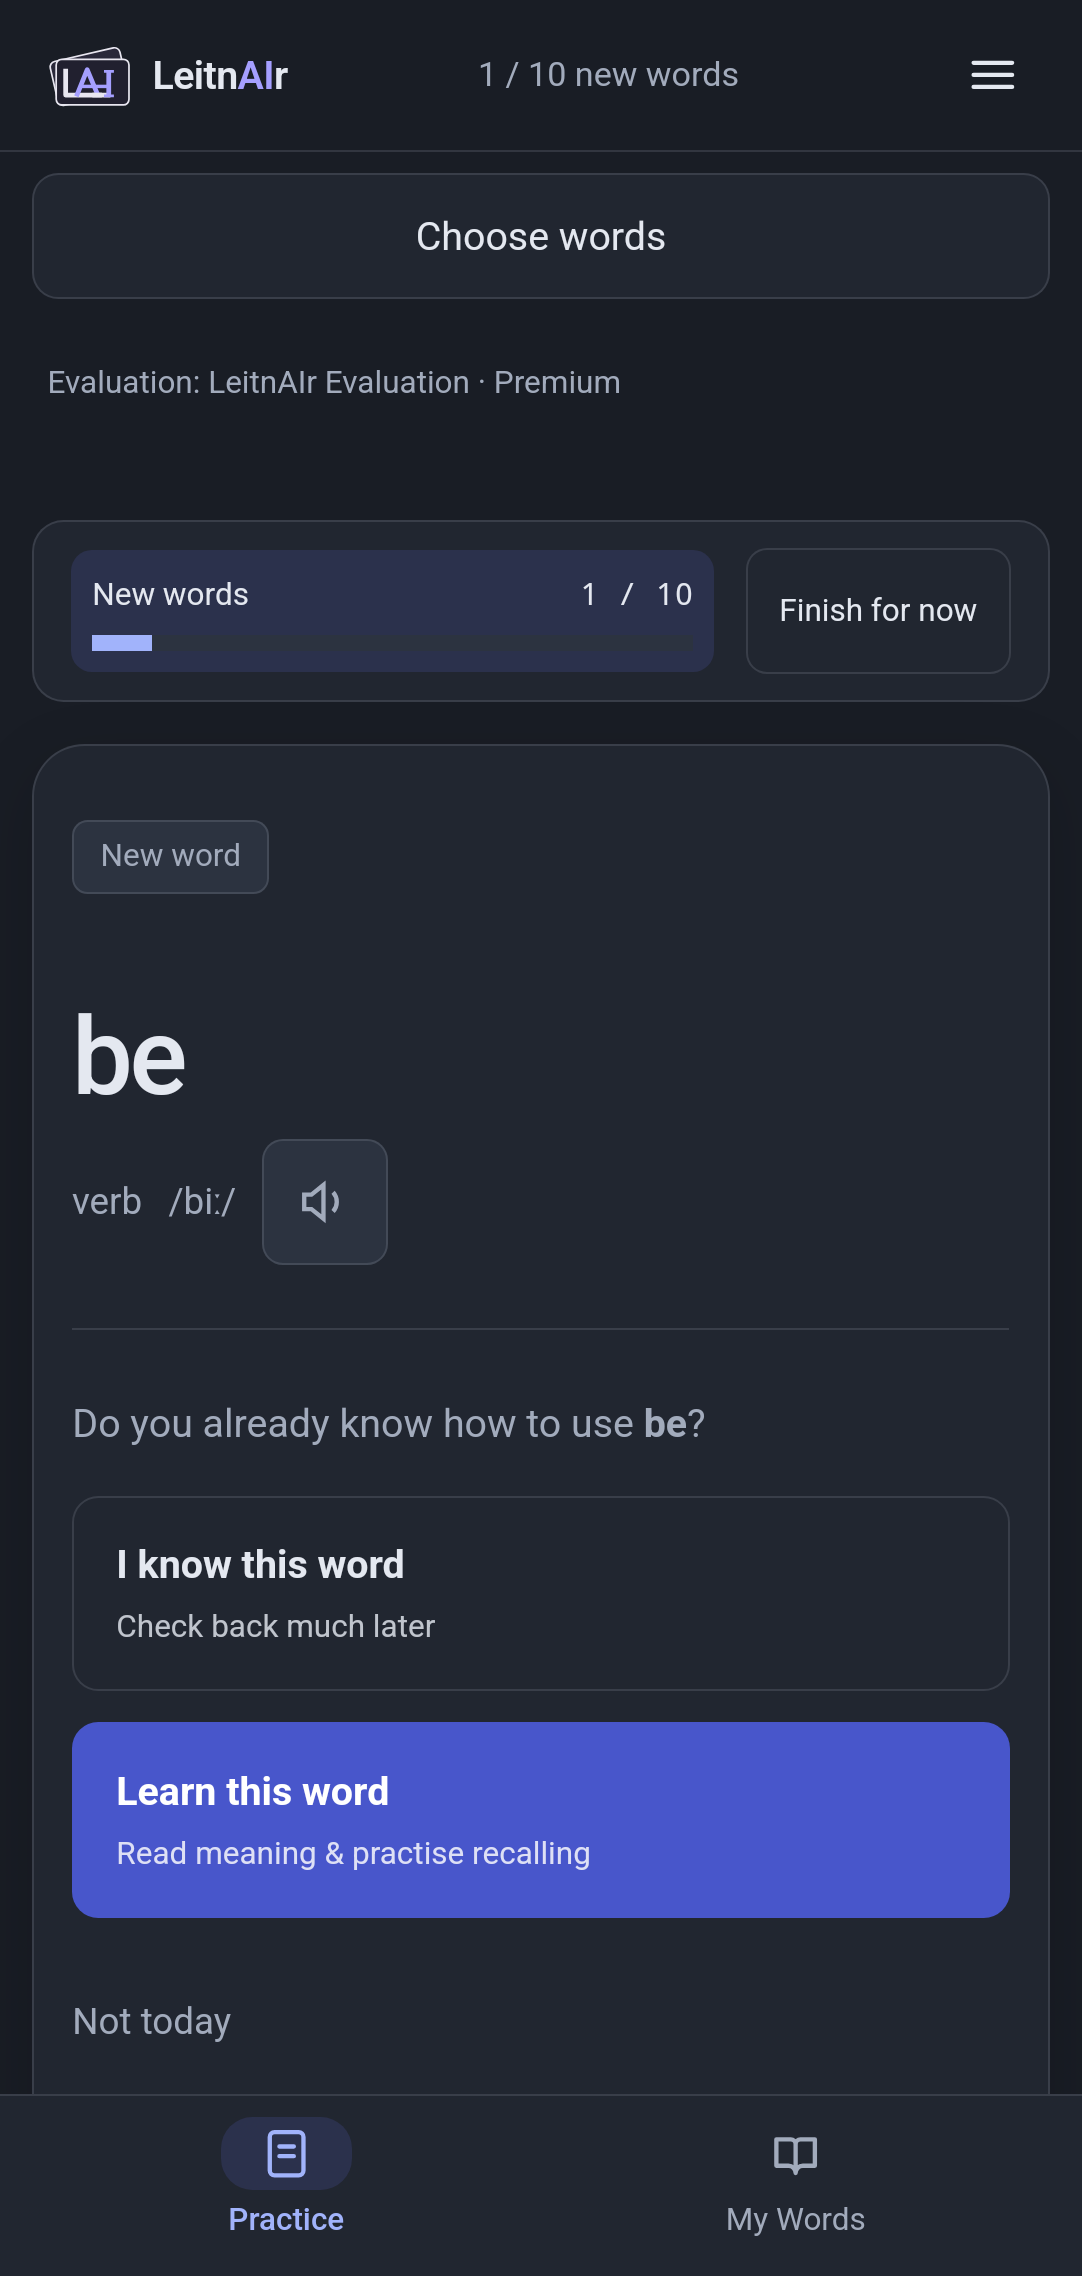 LAI LeitnAIr 1 / 10 new words
Choose words
Evaluation: LeitnAIr Evaluation · Premium
New words 1 / 10
Finish for now
New word
be
verb /biː/
Do you already know how to use be?
I know this word
Check back much later
Learn this word
Read meaning & practise recalling
Not today
Practice
My Words